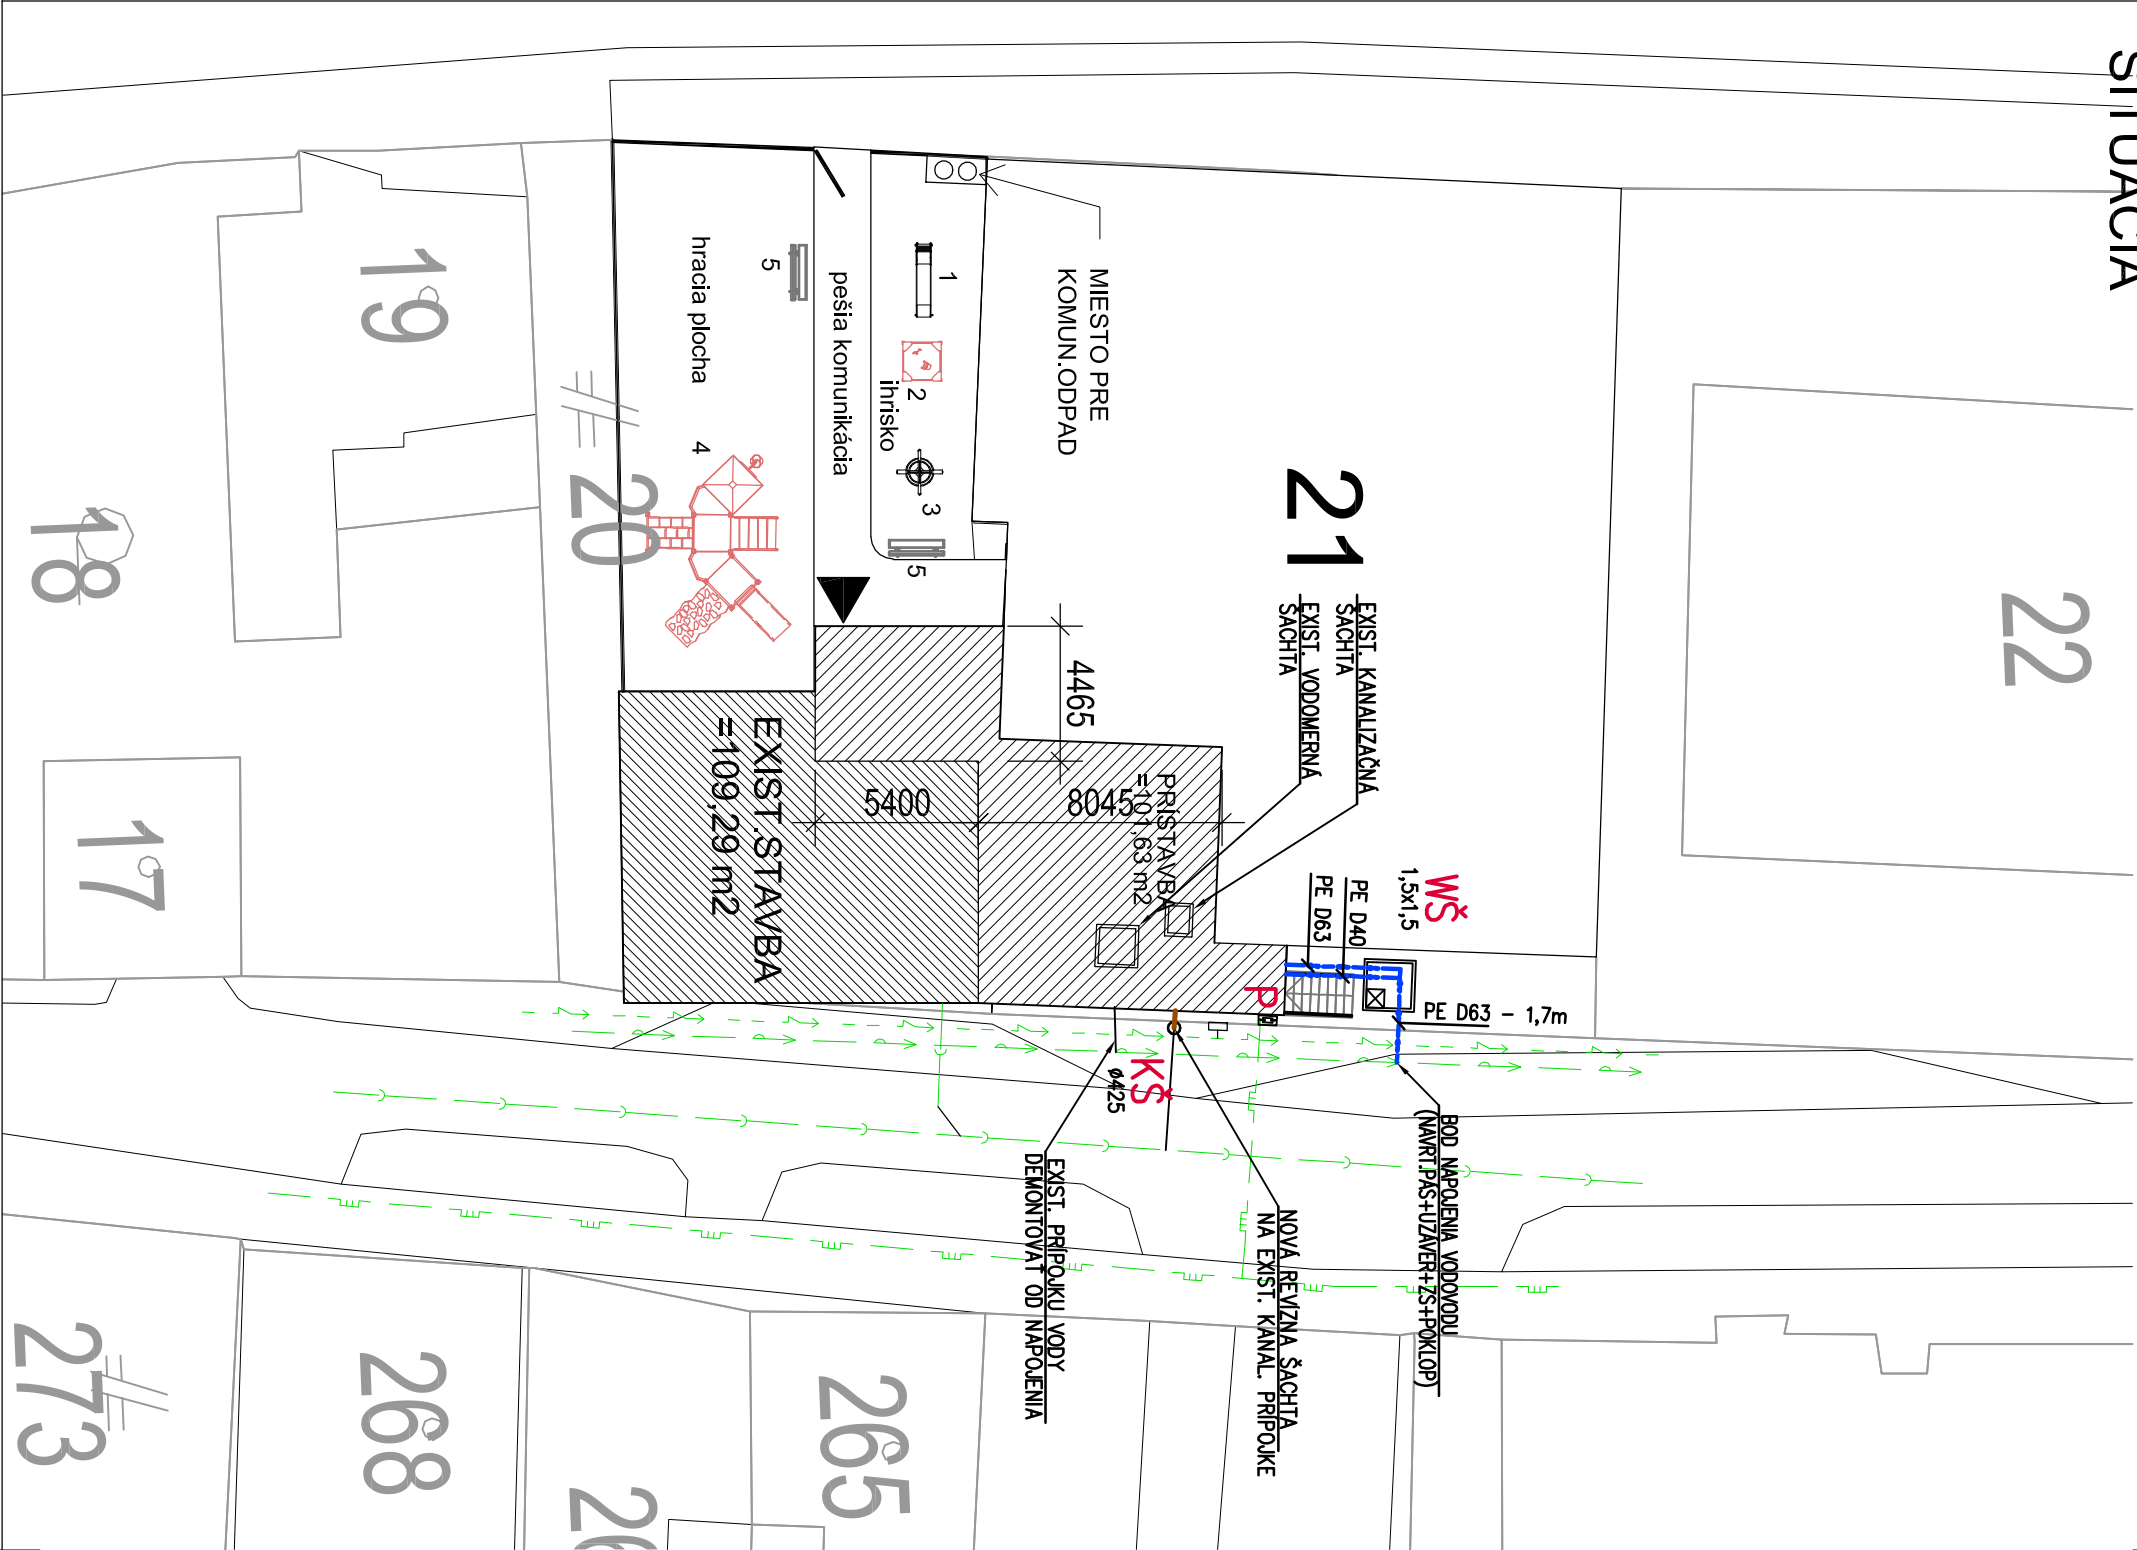 SITUÁCIA
22
21
EXIST. KANALIZAČNÁ
ŠACHTA
EXIST. VODOMERNÁ
ŠACHTA
MIESTO PRE
KOMUN.ODPAD
1
2
3
5
ihrisko
pešia komunikácia
5
hracia plocha
4
20
19
18
17
4465
5400
8045
PRÍSTAVBA
=101,63 m2
EXIST.STAVBA
=109,29 m2
WŠ
1,5x1,5
PE D40
PE D63
PE D63 - 1,7m
P
KŠ
ø425
BOD NAPOJENIA VODOVODU
(NAVRT.PÁS+UZÁVER+ZS+POKLOP)
NOVÁ REVÍZNA ŠACHTA
NA EXIST. KANAL. PRÍPOJKE
EXIST. PRÍPOJKU VODY
DEMONTOVAŤ OD NAPOJENIA
265
268
273